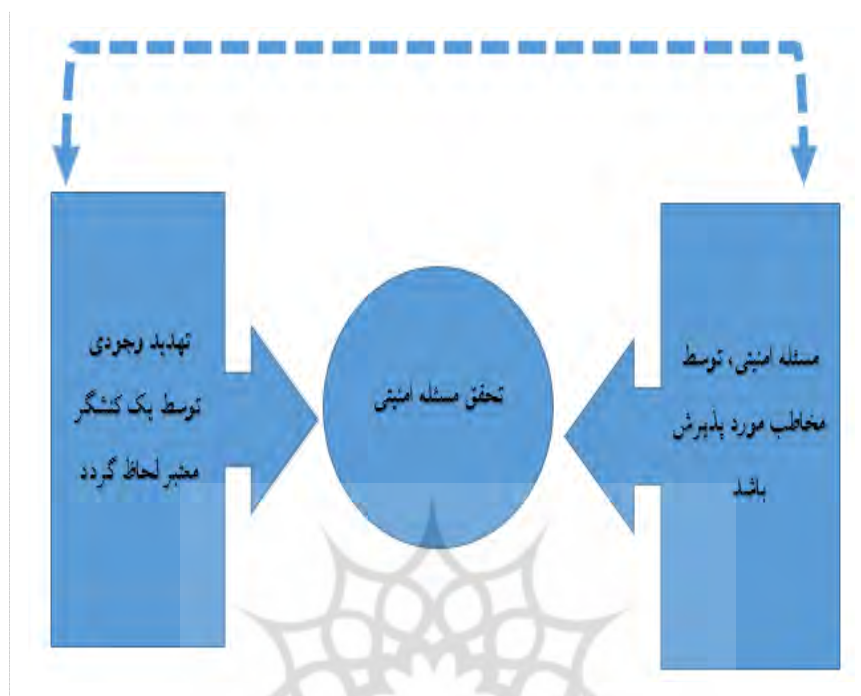 مسئله امنیتی، توسط
مخاطب مورد پذیرش
باشد
تحقق مسئله امنیتی
تهدید وجودی
توسط یک کنشگر
معتبر لحاظ گردد